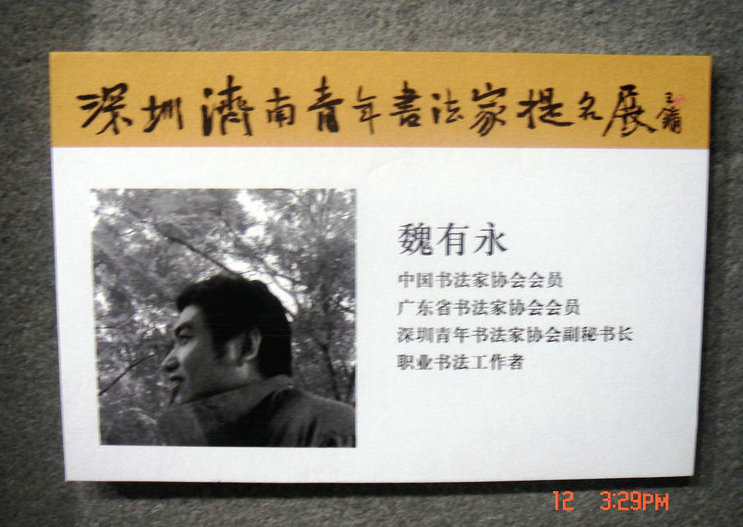 深圳濟南青年書法家提名展 王鏞
魏有永
中国书法家协会会员
广东省书法家协会会员
深圳青年书法家协会副秘书长
职业书法工作者
12 3:29PM